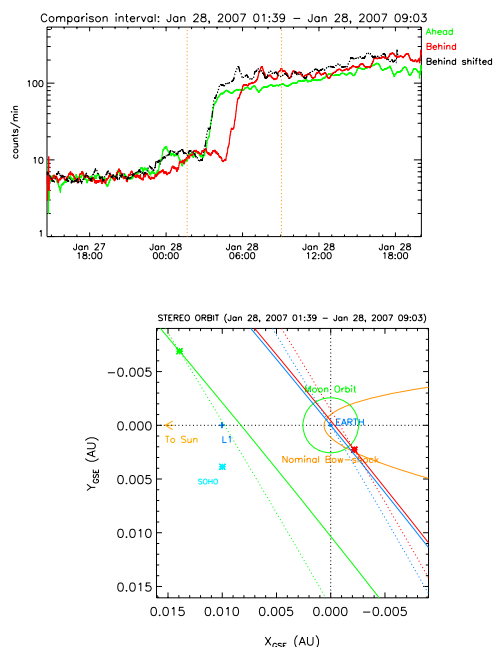 Comparison interval: Jan 28, 2007 01:39 – Jan 28, 2007 09:03
Ahead
Behind
Behind shifted
counts/min
100
10
1
Jan 27 18:00
Jan 28 00:00
Jan 28 06:00
Jan 28 12:00
Jan 28 18:00
STEREO ORBIT (Jan 28, 2007 01:39 – Jan 28, 2007 09:03)
-0.005
0.000
0.005
0.010
0.015
Y_GSE (AU)
Moon Orbit
EARTH
To Sun
L1
Nominal Bow-shock
SOHO
0.015 0.010 0.005 0.000 -0.005
X_GSE (AU)